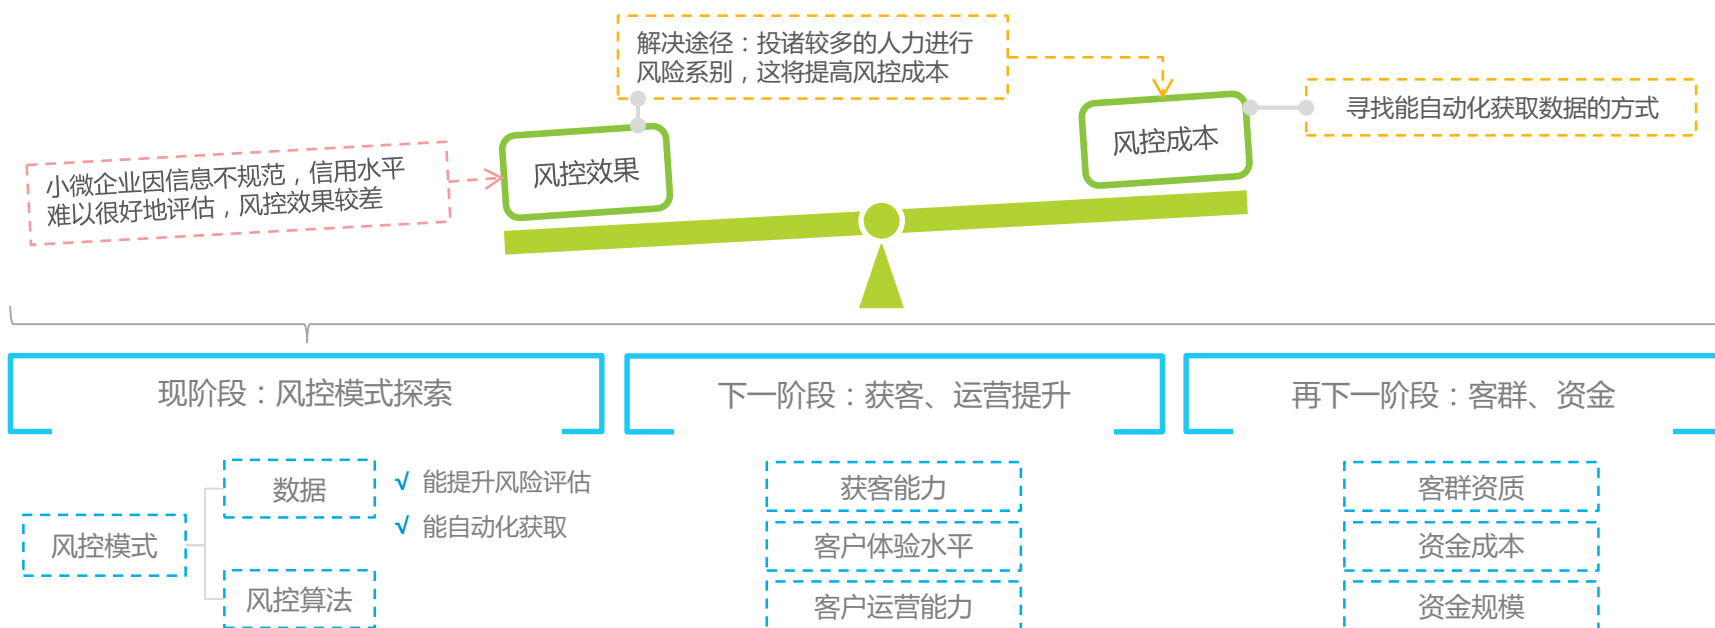 解决途径：投诸较多的人力进行
风险系别，这将提高风控成本
寻找能自动化获取数据的方式
风控成本
风控效果
小微企业因信息不规范，信用水平
难以很好地评估，风控效果较差
现阶段：风控模式探索
下一阶段：获客、运营提升
再下一阶段：客群、资金
风控模式
数据
√ 能提升风险评估
√ 能自动化获取
风控算法
获客能力
客户体验水平
客户运营能力
客群资质
资金成本
资金规模